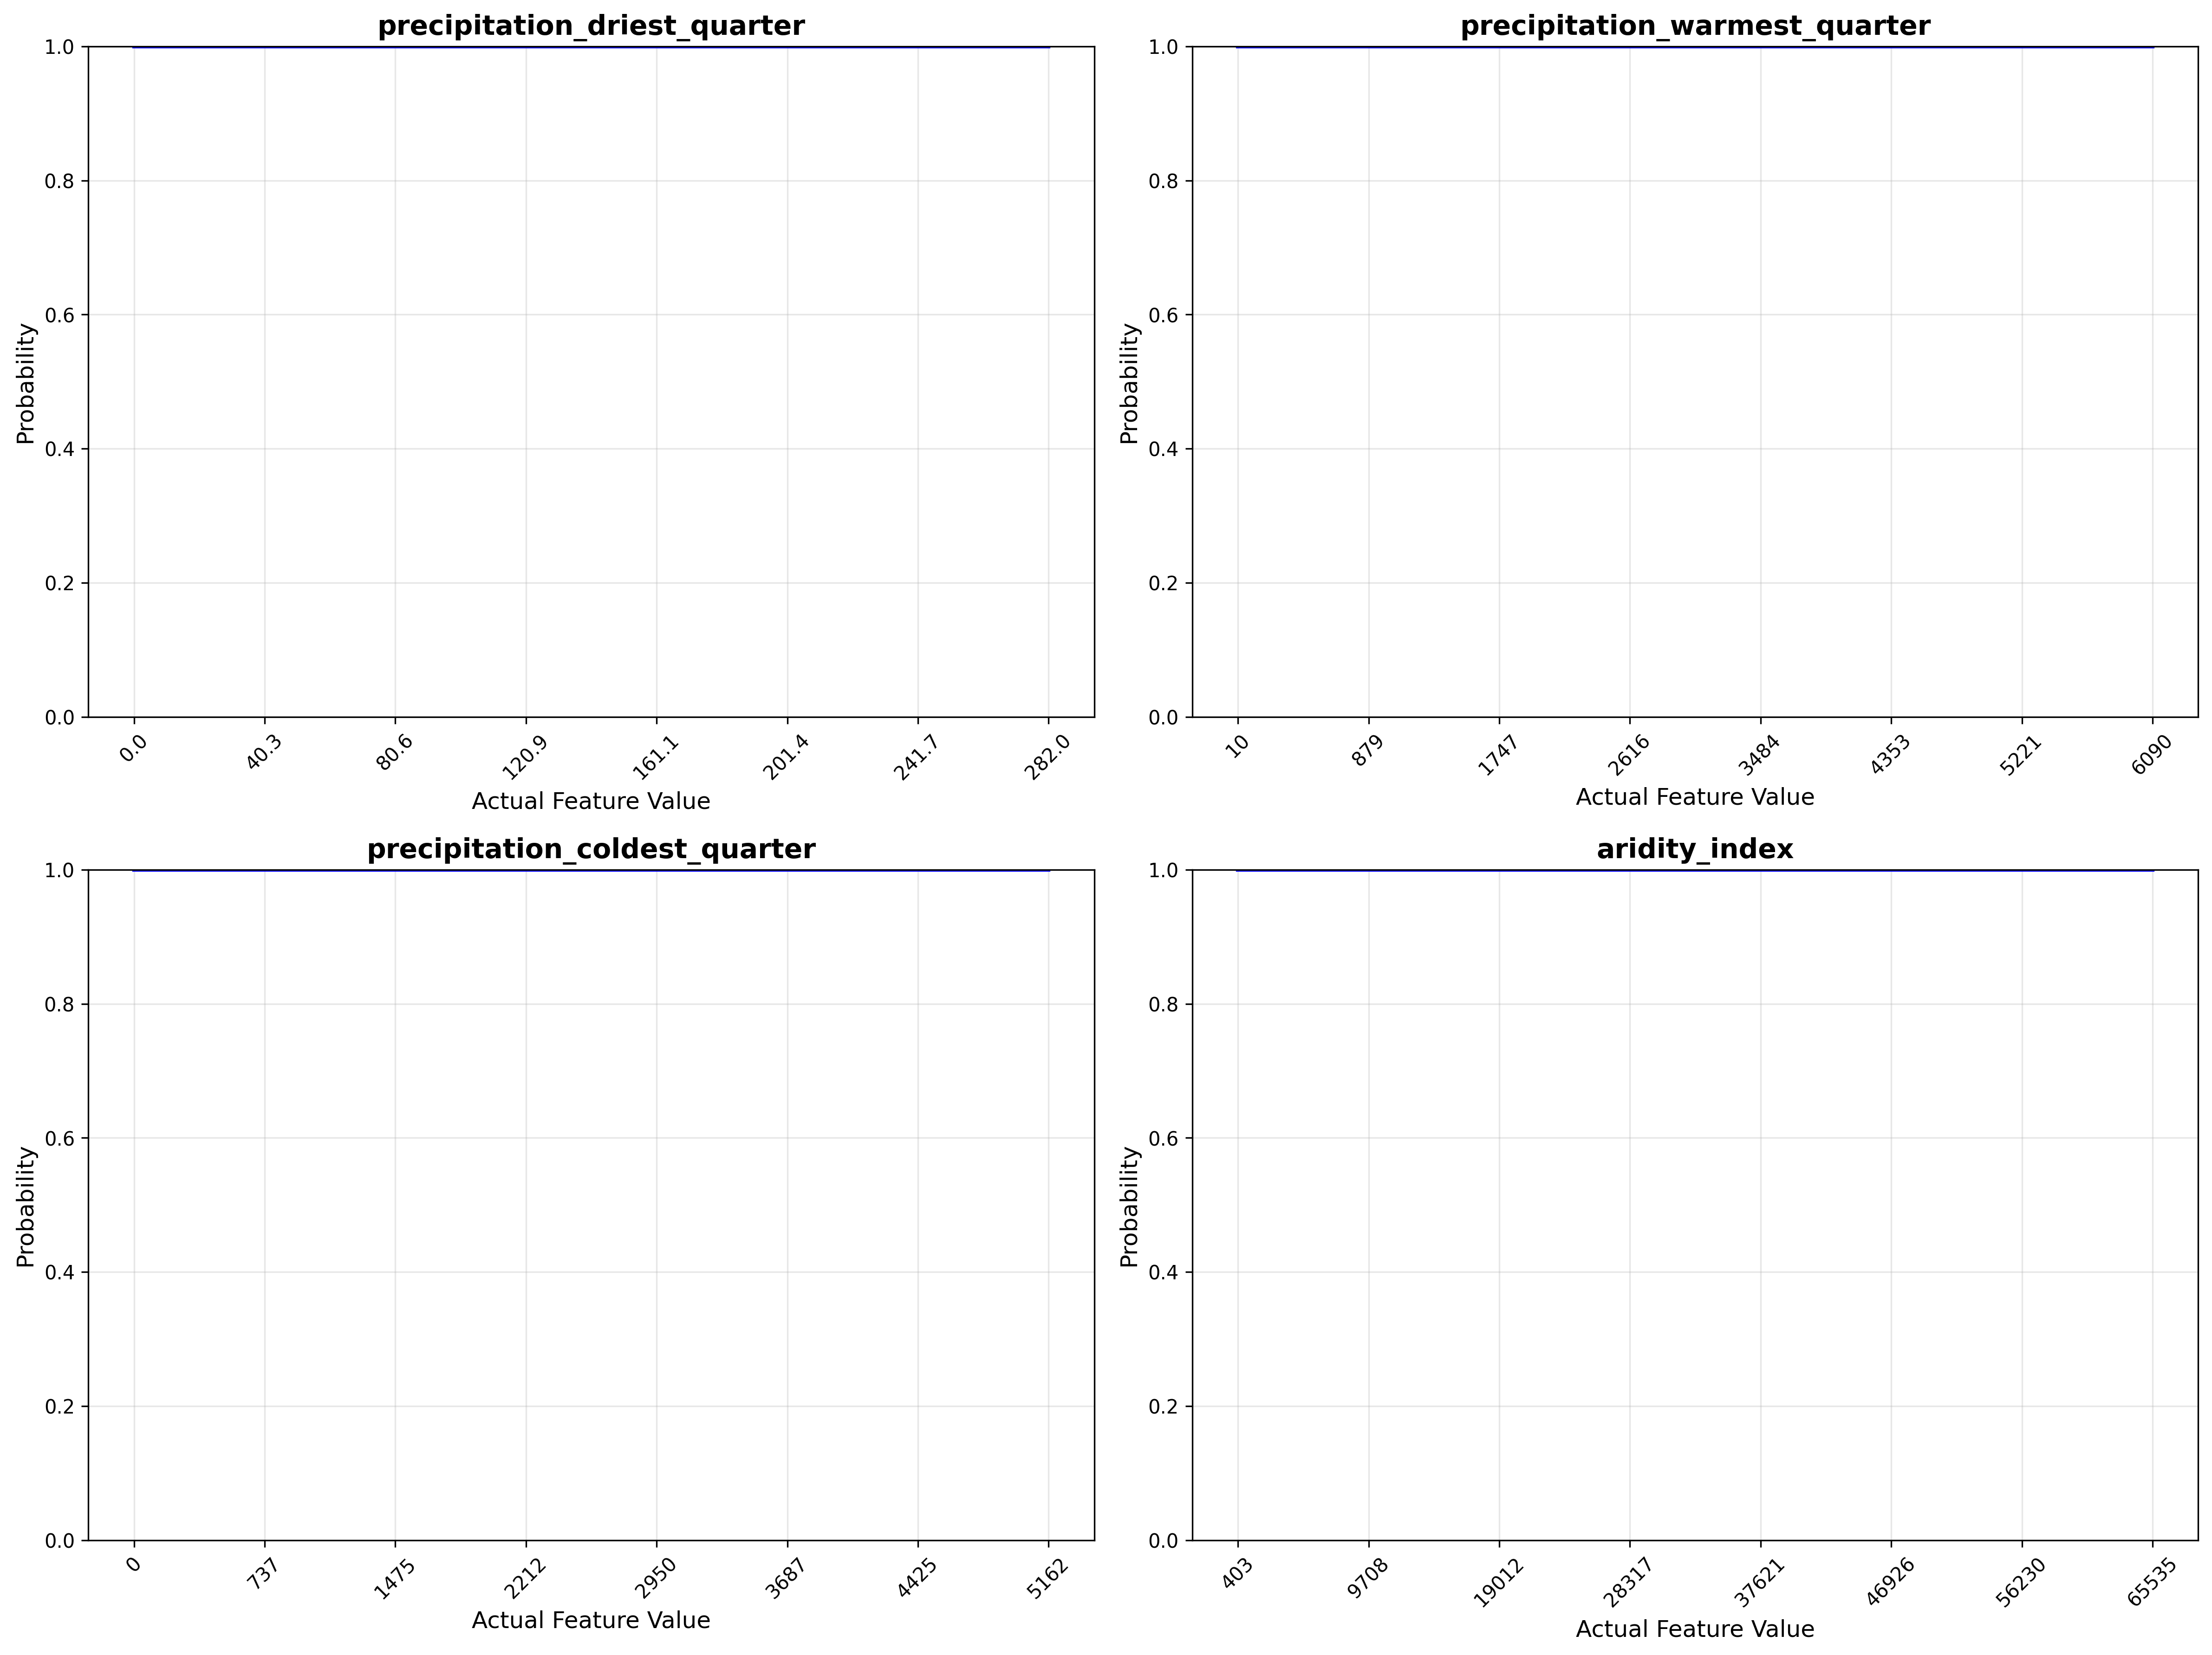 precipitation_driest_quarter
1.0
0.8
0.6
0.4
0.2
0.0
Probability
0.0 40.3 80.6 120.9 161.1 201.4 241.7 282.0
Actual Feature Value
precipitation_warmest_quarter
1.0
0.8
0.6
0.4
0.2
0.0
Probability
10 879 1747 2616 3484 4353 5221 6090
Actual Feature Value
precipitation_coldest_quarter
1.0
0.8
0.6
0.4
0.2
0.0
Probability
0 737 1475 2212 2950 3687 4425 5162
Actual Feature Value
aridity_index
1.0
0.8
0.6
0.4
0.2
0.0
Probability
403 9708 19012 28317 37621 46926 56230 65535
Actual Feature Value